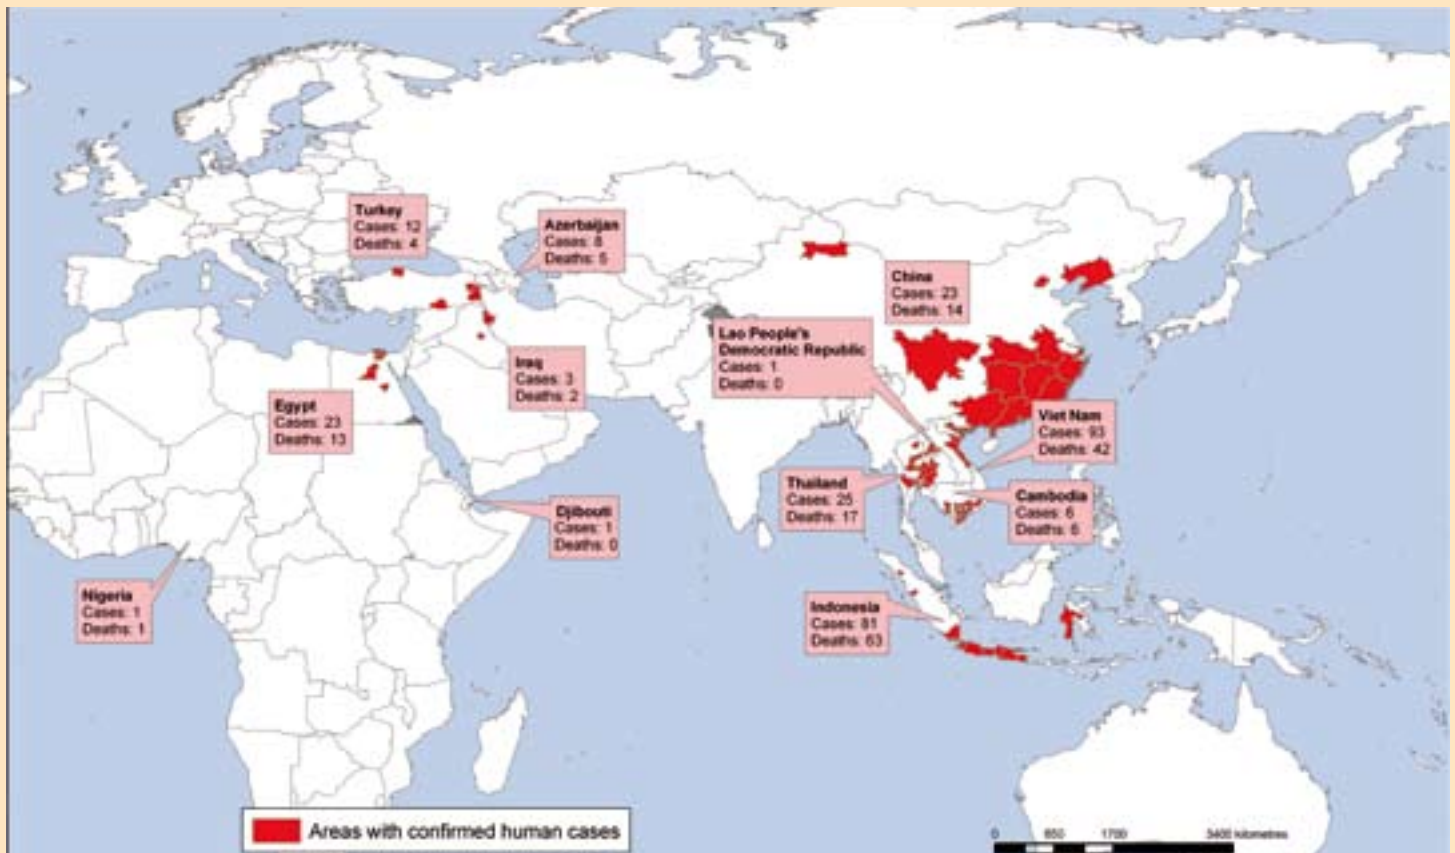 Turkey
Cases: 12
Deaths: 4
Azerbaijan
Cases: 8
Deaths: 5
China
Cases: 23
Deaths: 14
Lao People's
Democratic Republic
Cases: 1
Deaths: 0
Iraq
Cases: 3
Deaths: 2
Egypt
Cases: 23
Deaths: 13
Viet Nam
Cases: 93
Deaths: 42
Thailand
Cases: 25
Deaths: 17
Cambodia
Cases: 6
Deaths: 6
Djibouti
Cases: 1
Deaths: 0
Nigeria
Cases: 1
Deaths: 1
Indonesia
Cases: 81
Deaths: 63
Areas with confirmed human cases
0 850 1700 3400 kilometres